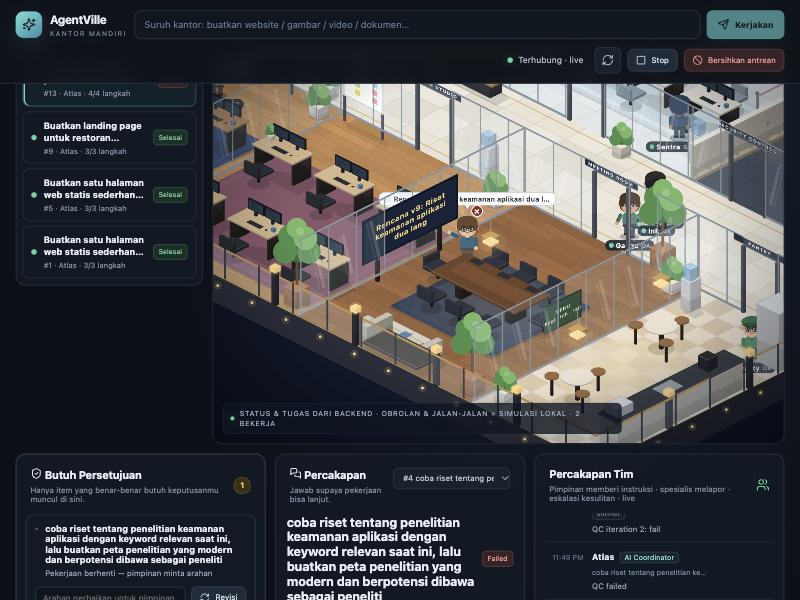 AgentVille
KANTOR MANDIRI
Suruh kantor: buatkan website / gambar / video / dokumen...
Kerjakan
Terhubung · live
Stop
Bersihkan antrean
#13 · Atlas · 4/4 langkah
Buatkan landing page
untuk restoran...
Selesai
#9 · Atlas · 3/3 langkah
Buatkan satu halaman
web statis sederhan...
Selesai
#5 · Atlas · 3/3 langkah
Buatkan satu halaman
web statis sederhan...
Selesai
#1 · Atlas · 3/3 langkah
Sentra
MEETING ROOM
keamanan aplikasi dua l...
Rencana v9: Riset
keamanan aplikasi
dua lang
PANTRY
STATUS & TUGAS DARI BACKEND · OBROLAN & JALAN-JALAN = SIMULASI LOKAL · 2
BEKERJA
Butuh Persetujuan
Hanya item yang benar-benar butuh keputusanmu
muncul di sini.
1
coba riset tentang penelitian keamanan
aplikasi dengan keyword relevan saat ini,
lalu buatkan peta penelitian yang modern
dan berpotensi dibawa sebagai peneliti
Pekerjaan berhenti — pimpinan minta arahan
Arahan perbaikan untuk pimpinan
Revisi
Percakapan
Jawab supaya pekerjaan
bisa lanjut.
#4 coba riset tentang pe
coba riset tentang penelitian
keamanan aplikasi dengan
keyword relevan saat ini, lalu
buatkan peta penelitian yang
modern dan berpotensi dibawa
sebagai peneliti
Failed
Percakapan Tim
Pimpinan memberi instruksi · spesialis melapor ·
eskalasi kesulitan · live
QC iteration 2: fail
11:49 PM
Atlas
AI Coordinator
coba riset tentang penelitian ke...
QC failed